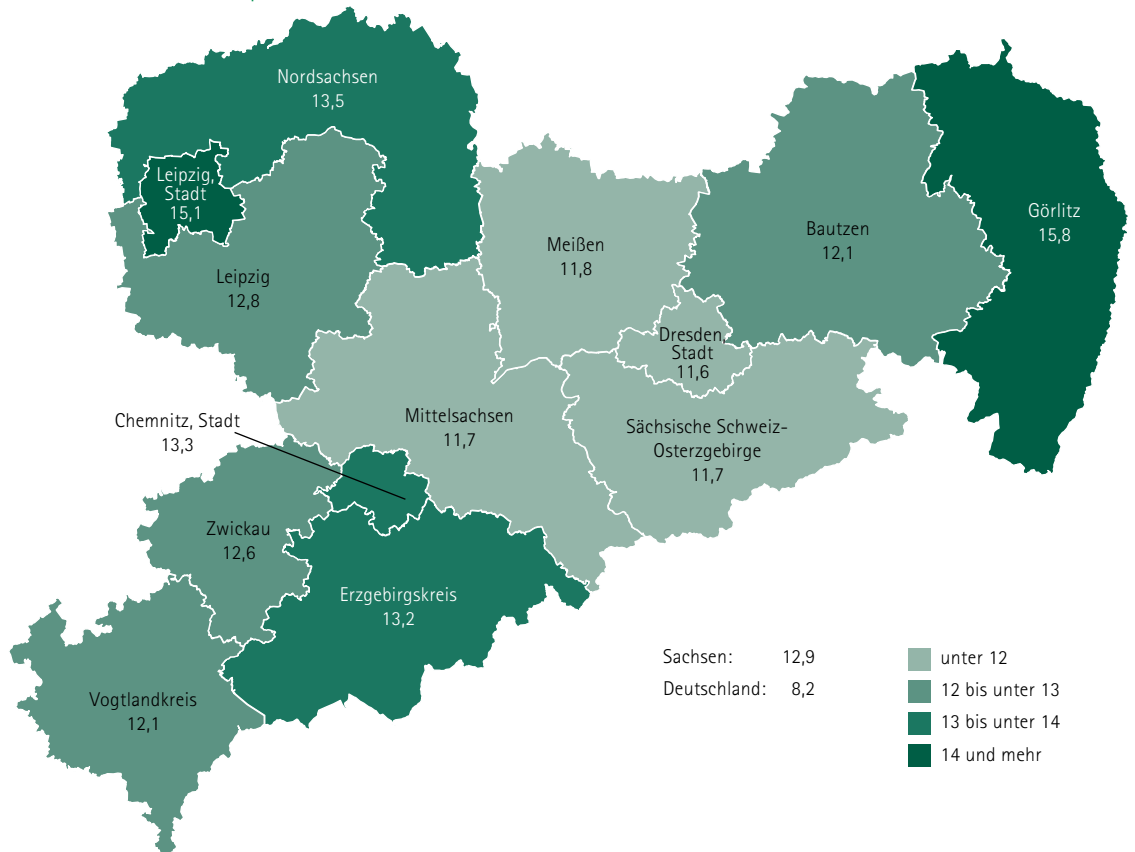 Nordsachsen
13,5
Leipzig,
Stadt
15,1
Leipzig
12,8
Meißen
11,8
Bautzen
12,1
Görlitz
15,8
Dresden,
Stadt
11,6
Chemnitz, Stadt
13,3
Mittelsachsen
11,7
Sächsische Schweiz-
Osterzgebirge
11,7
Zwickau
12,6
Erzgebirgskreis
13,2
Vogtlandkreis
12,1
Sachsen: 12,9
Deutschland: 8,2
unter 12
12 bis unter 13
13 bis unter 14
14 und mehr